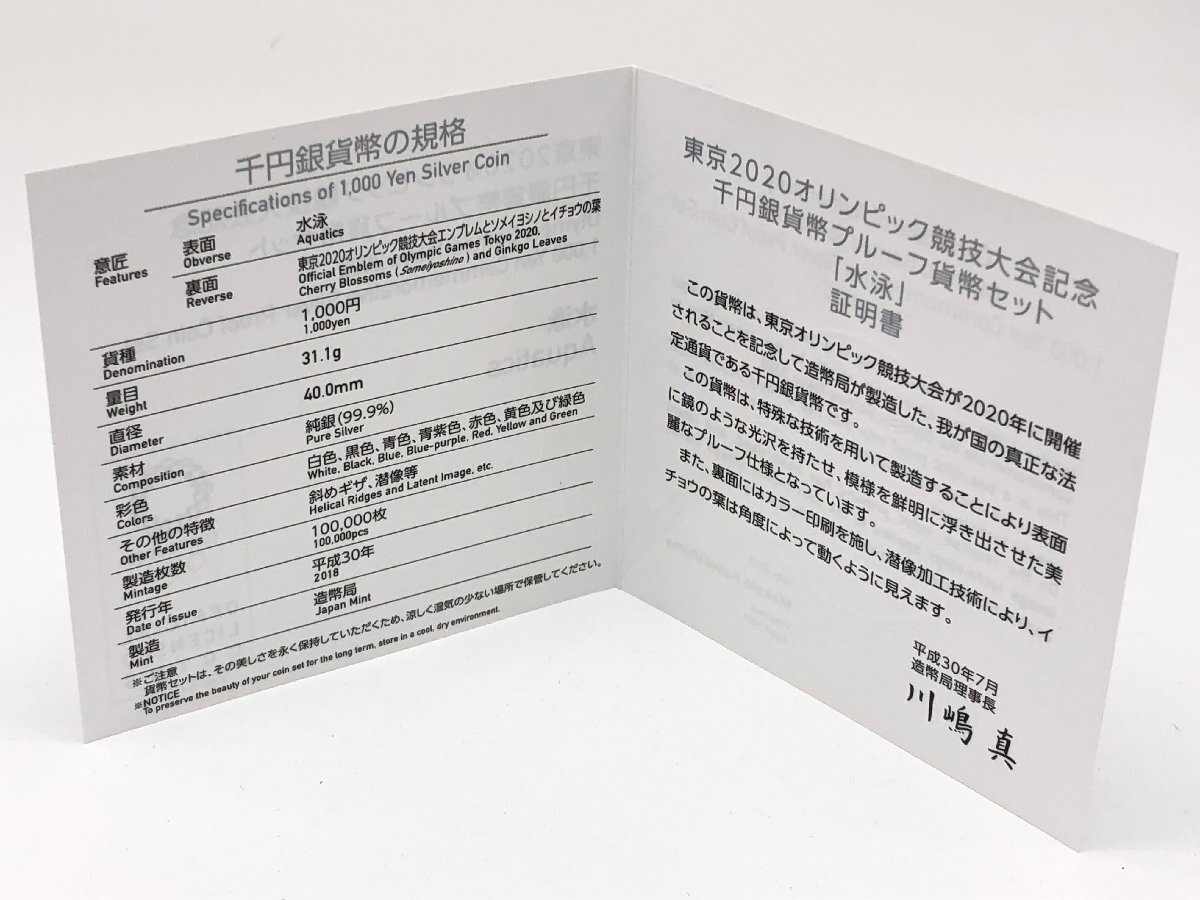 千円銀貨幣の規格
Specifications of 1,000 Yen Silver Coin
意匠
Features
表面
Obverse
水泳
Aquatics
裏面
Reverse
東京2020オリンピック競技大会エンブレムとソメイヨシノとイチョウの葉
Official Emblem of Olympic Games Tokyo 2020,
Cherry Blossoms (Someiyoshino) and Ginkgo Leaves
貨種
Denomination
1,000円
1,000yen
量目
Weight
31.1g
直径
Diameter
40.0mm
素材
Composition
純銀(99.9%)
Pure Silver
彩色
Colors
白色、黒色、青色、青紫色、赤色、黄色及び緑色
White, Black, Blue, Blue-purple, Red, Yellow and Green
その他の特徴
Other Features
斜めギザ、潜像等
Helical Ridges and Latent Image, etc.
製造枚数
Mintage
100,000枚
100,000pcs
発行年
Date of issue
平成30年
2018
製造
Mint
造幣局
Japan Mint
※ご注意
貨幣セットは、その美しさを永く保持していただくため、涼しく湿気の少ない場所で保管してください。
※NOTICE
To preserve the beauty of your coin set for the long term, store in a cool, dry environment.
東京2020オリンピック競技大会記念
千円銀貨幣プルーフ貨幣セット
「水泳」
証明書
この貨幣は、東京オリンピック競技大会が2020年に開催
されることを記念して造幣局が製造した、我が国の真正な法
定通貨である千円銀貨幣です。
この貨幣は、特殊な技術を用いて製造することにより表面
に鏡のような光沢を持たせ、模様を鮮明に浮き出させた美
麗なプルーフ仕様となっています。
また、裏面にはカラー印刷を施し、潜像加工技術により、イ
チョウの葉は角度によって動くように見えます。
平成30年7月
造幣局理事長
川嶋 真